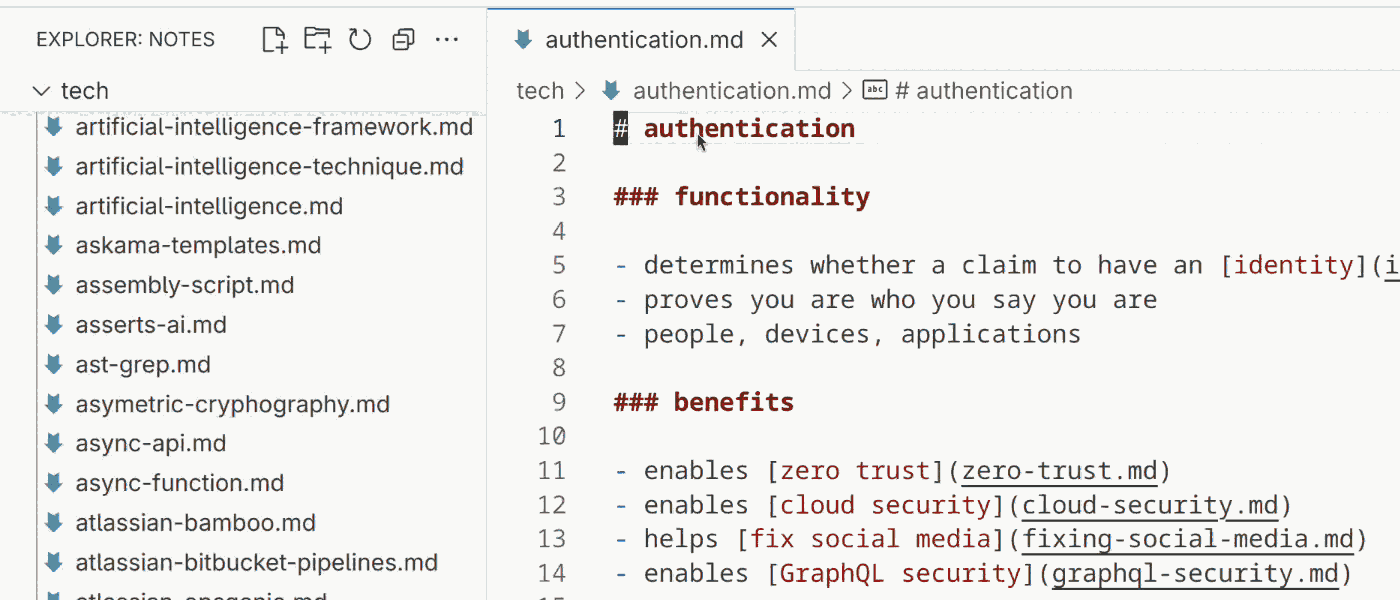 EXPLORER: NOTES
tech
artificial-intelligence-framework.md
artificial-intelligence-technique.md
artificial-intelligence.md
askama-templates.md
assembly-script.md
asserts-ai.md
ast-grep.md
asymetric-cryphography.md
async-api.md
async-function.md
atlassian-bamboo.md
atlassian-bitbucket-pipelines.md
authentication.md
tech > authentication.md > abc # authentication
1 # authentication
2
3 ### functionality
4
5 - determines whether a claim to have an [identity](i
6 - proves you are who you say you are
7 - people, devices, applications
8
9 ### benefits
10
11 - enables [zero trust](zero-trust.md)
12 - enables [cloud security](cloud-security.md)
13 - helps [fix social media](fixing-social-media.md)
14 - enables [GraphQL security](graphql-security.md)